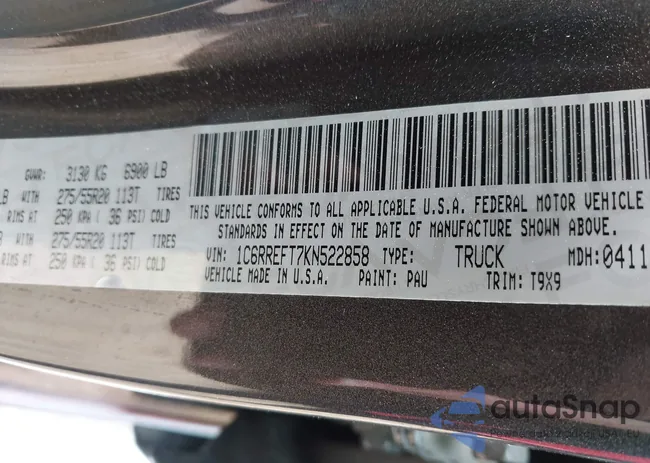 GVWR: 3130 KG 6900 LB
LB WITH 275/55R20 113T TIRES
RIMS AT 250 KPA ( 36 PSI) COLD
LB WITH 275/55R20 113T TIRES
RIMS AT 250 KPA ( 36 PSI) COLD
THIS VEHICLE CONFORMS TO ALL APPLICABLE U.S.A. FEDERAL MOTOR VEHICLE
STANDARDS IN EFFECT ON THE DATE OF MANUFACTURE SHOWN ABOVE.
VIN: 1C6RREFT7KN522858 TYPE: TRUCK MDH:0411
VEHICLE MADE IN U.S.A. PAINT: PAU TRIM: T9X9
autoSnap